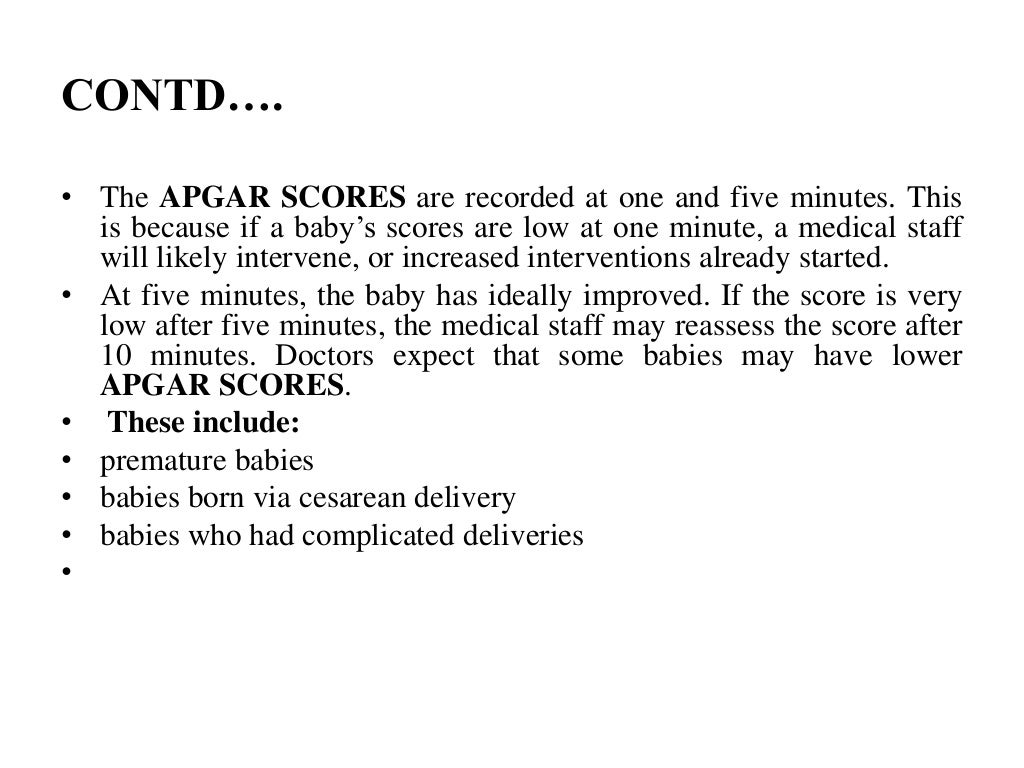 CONTD….
• The APGAR SCORES are recorded at one and five minutes. This
is because if a baby’s scores are low at one minute, a medical staff
will likely intervene, or increased interventions already started.
• At five minutes, the baby has ideally improved. If the score is very
low after five minutes, the medical staff may reassess the score after
10 minutes. Doctors expect that some babies may have lower
APGAR SCORES.
• These include:
• premature babies
• babies born via cesarean delivery
• babies who had complicated deliveries
•